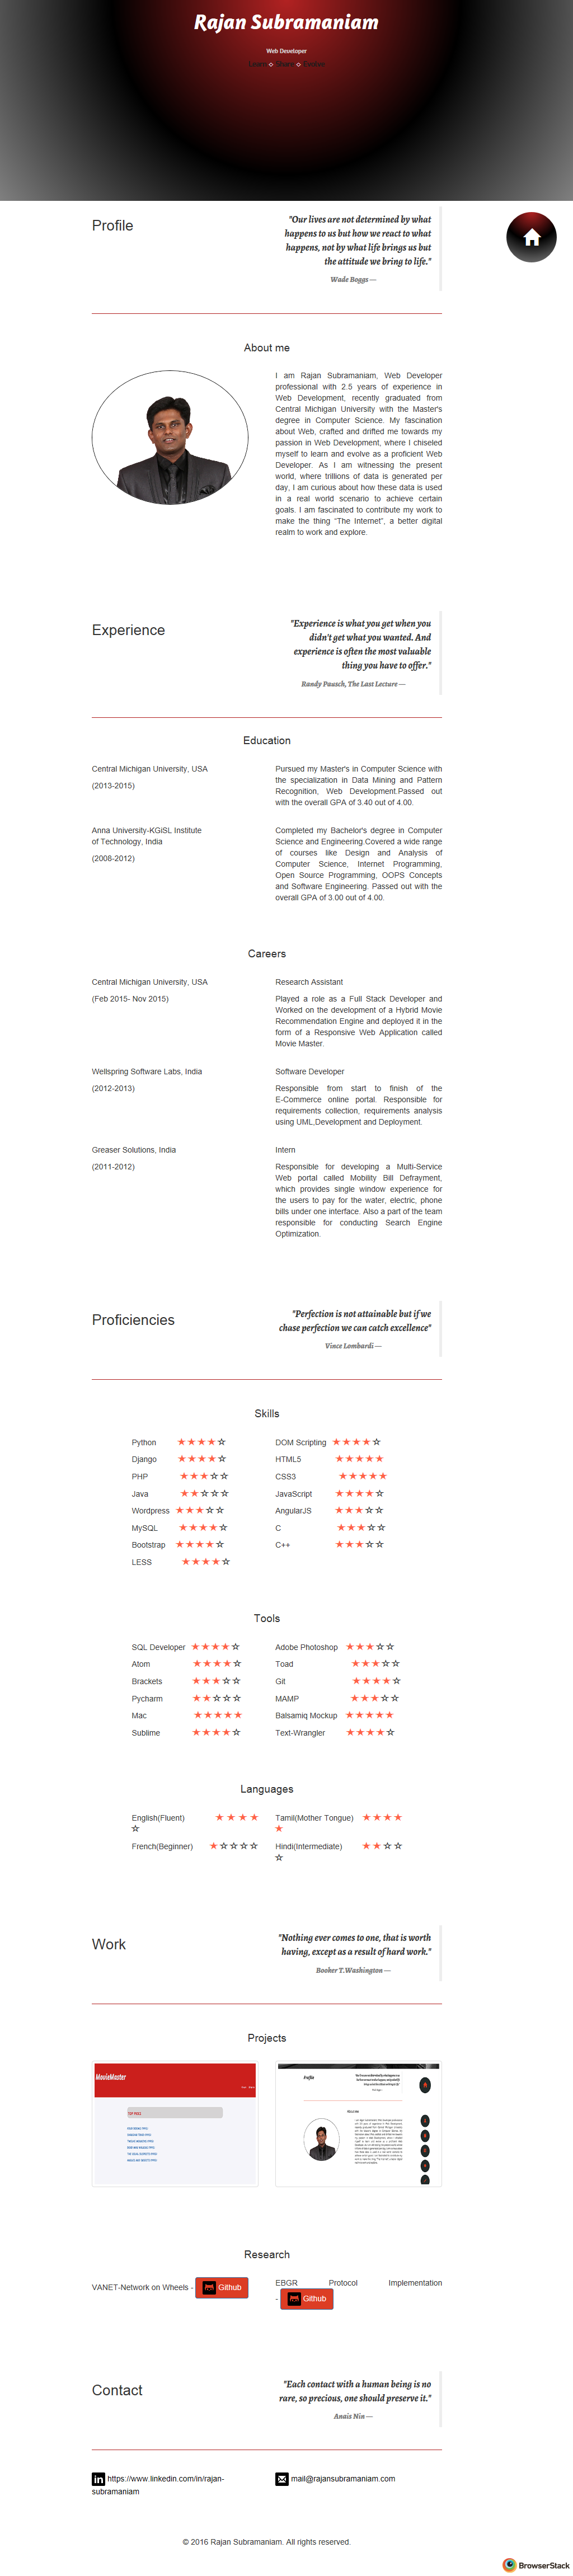 Rajan Subramaniam
Web Developer
Learn ◇ Share ◇ Evolve
Profile
"Our lives are not determined by what
happens to us but how we react to what
happens, not by what life brings us but
the attitude we bring to life."
Wade Boggs —
About me
I am Rajan Subramaniam, Web Developer
professional with 2.5 years of experience in
Web Development, recently graduated from
Central Michigan University with the Master's
degree in Computer Science. My fascination
about Web, crafted and drifted me towards my
passion in Web Development, where I chiseled
myself to learn and evolve as a proficient Web
Developer. As I am witnessing the present
world, where trillions of data is generated per
day, I am curious about how these data is used
in a real world scenario to achieve certain
goals. I am fascinated to contribute my work to
make the thing “The Internet”, a better digital
realm to work and explore.
Experience
"Experience is what you get when you
didn't get what you wanted. And
experience is often the most valuable
thing you have to offer."
Randy Pausch, The Last Lecture —
Education
Central Michigan University, USA
(2013-2015)
Pursued my Master's in Computer Science with
the specialization in Data Mining and Pattern
Recognition, Web Development.Passed out
with the overall GPA of 3.40 out of 4.00.
Anna University-KGiSL Institute
of Technology, India
(2008-2012)
Completed my Bachelor's degree in Computer
Science and Engineering.Covered a wide range
of courses like Design and Analysis of
Computer Science, Internet Programming,
Open Source Programming, OOPS Concepts
and Software Engineering. Passed out with the
overall GPA of 3.00 out of 4.00.
Careers
Central Michigan University, USA
(Feb 2015- Nov 2015)
Research Assistant
Played a role as a Full Stack Developer and
Worked on the development of a Hybrid Movie
Recommendation Engine and deployed it in the
form of a Responsive Web Application called
Movie Master.
Wellspring Software Labs, India
(2012-2013)
Software Developer
Responsible from start to finish of the
E-Commerce online portal. Responsible for
requirements collection, requirements analysis
using UML,Development and Deployment.
Greaser Solutions, India
(2011-2012)
Intern
Responsible for developing a Multi-Service
Web portal called Mobility Bill Defrayment,
which provides single window experience for
the users to pay for the water, electric, phone
bills under one interface. Also a part of the team
responsible for conducting Search Engine
Optimization.
Proficiencies
"Perfection is not attainable but if we
chase perfection we can catch excellence"
Vince Lombardi —
Skills
Python ★★★★☆
Django ★★★★☆
PHP ★★★☆☆
Java ★★☆☆☆
Wordpress ★★★☆☆
MySQL ★★★★☆
Bootstrap ★★★★☆
LESS ★★★★☆
DOM Scripting ★★★★☆
HTML5 ★★★★★
CSS3 ★★★★★
JavaScript ★★★★☆
AngularJS ★★★☆☆
C ★★★☆☆
C++ ★★★☆☆
Tools
SQL Developer ★★★★☆
Atom ★★★★☆
Brackets ★★★☆☆
Pycharm ★★☆☆☆
Mac ★★★★★
Sublime ★★★★☆
Adobe Photoshop ★★★☆☆
Toad ★★★☆☆
Git ★★★★☆
MAMP ★★★☆☆
Balsamiq Mockup ★★★★★
Text-Wrangler ★★★★☆
Languages
English(Fluent) ★★★★
☆
French(Beginner) ★☆☆☆☆
Tamil(Mother Tongue) ★★★★
★
Hindi(Intermediate) ★★☆☆
☆
Work
"Nothing ever comes to one, that is worth
having, except as a result of hard work."
Booker T.Washington —
Projects
MovieMaster
TOP PICKS
Profile
Research
VANET-Network on Wheels - Github
EBGR Protocol Implementation
- Github
Contact
"Each contact with a human being is no
rare, so precious, one should preserve it."
Anais Nin —
https://www.linkedin.com/in/rajan-
subramaniam
mail@rajansubramaniam.com
© 2016 Rajan Subramaniam. All rights reserved.
BrowserStack